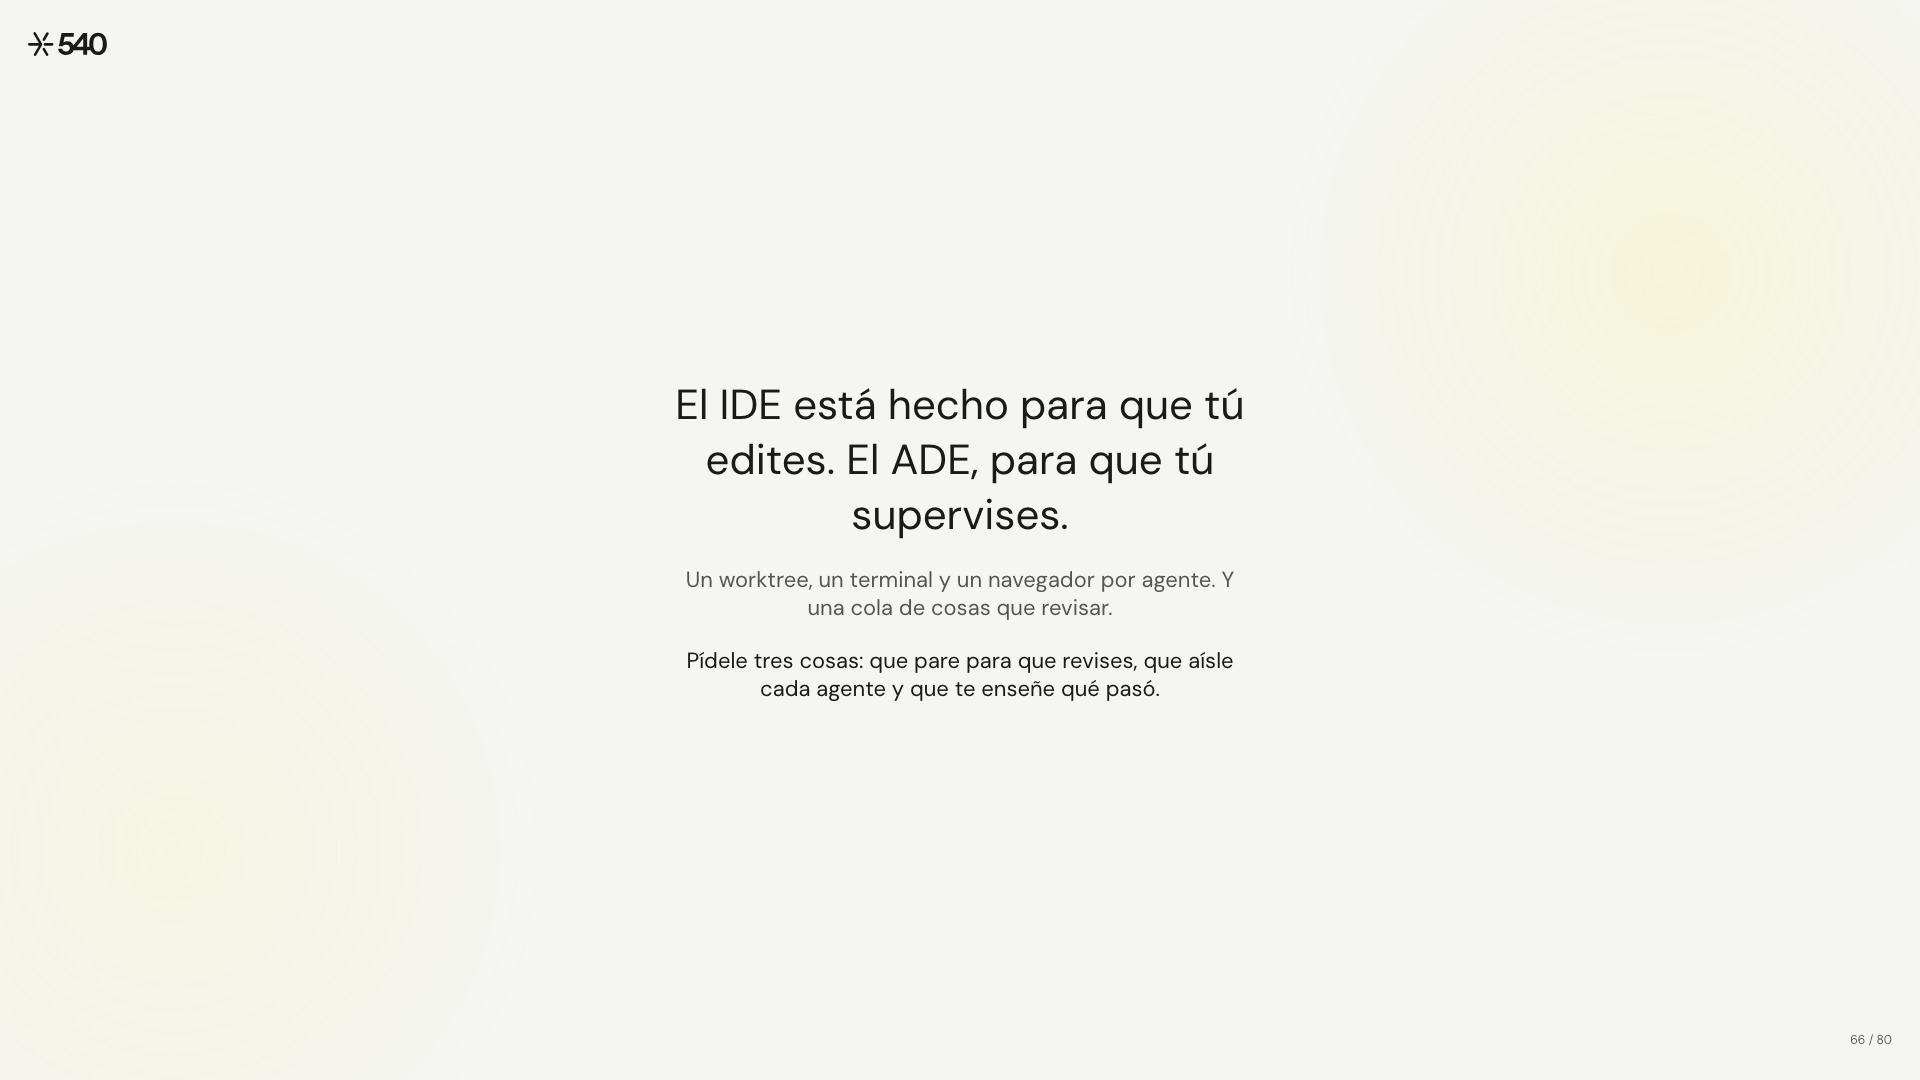 540
El IDE está hecho para que tú
edites. El ADE, para que tú
supervises.
Un worktree, un terminal y un navegador por agente. Y
una cola de cosas que revisar.
Pídele tres cosas: que pare para que revises, que aísle
cada agente y que te enseñe qué pasó.
66 / 80